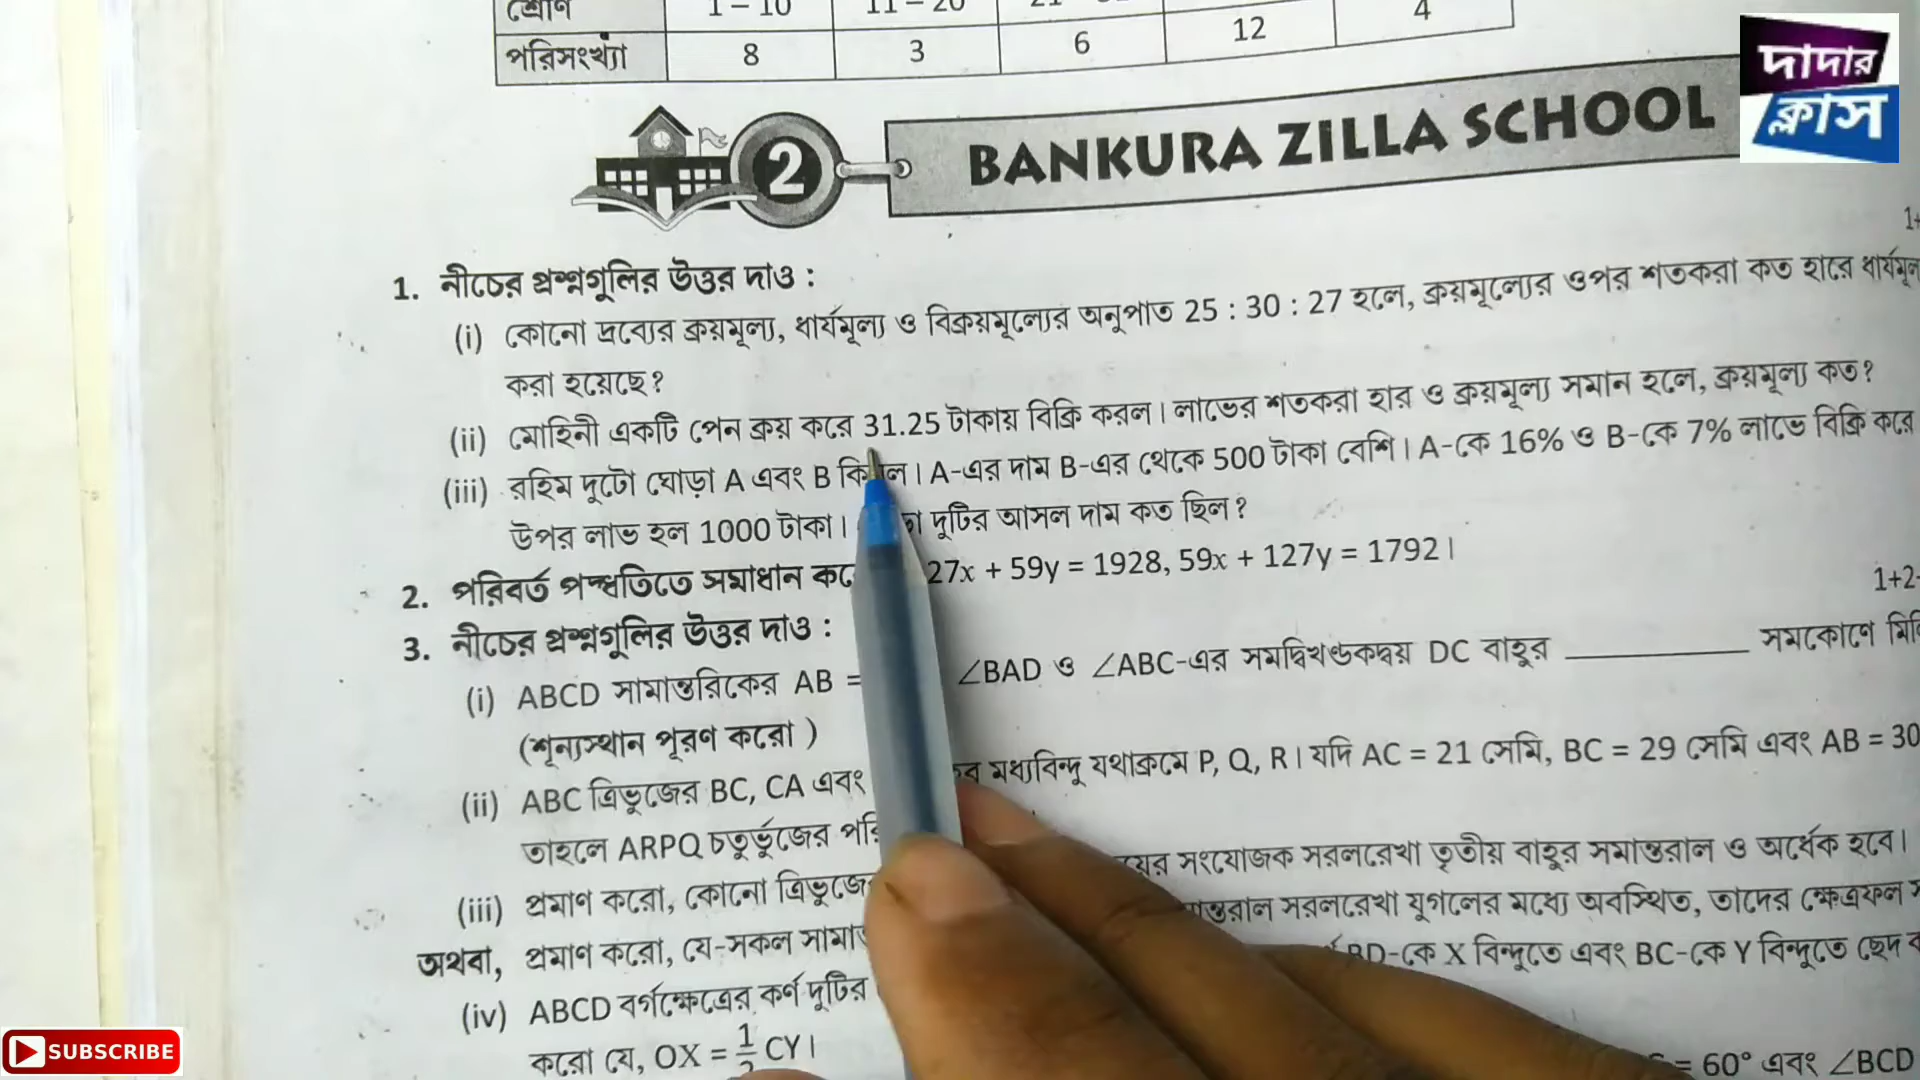 শ্রেণি 1 – 10 11 – 20
পরিসংখ্যা 8 3 6 12 4
দাদার
ক্লাস
2 BANKURA ZILLA SCHOOL
1. নীচের প্রশ্নগুলির উত্তর দাও :
(i) কোনো দ্রব্যের ক্রয়মূল্য, ধার্যমূল্য ও বিক্রয়মূল্যের অনুপাত 25 : 30 : 27 হলে, ক্রয়মূল্যের ওপর শতকরা কত হারে ধার্যমূল্য
করা হয়েছে?
(ii) মোহিনী একটি পেন ক্রয় করে 31.25 টাকায় বিক্রি করল। লাভের শতকরা হার ও ক্রয়মূল্য সমান হলে, ক্রয়মূল্য কত?
(iii) রহিম দুটো ঘোড়া A এবং B কিনল। A-এর দাম B-এর থেকে 500 টাকা বেশি। A-কে 16% ও B-কে 7% লাভে বিক্রি করে
উপর লাভ হল 1000 টাকা। দুটির আসল দাম কত ছিল?
2. পরিবর্ত পদ্ধতিতে সমাধান 27x + 59y = 1928, 59x + 127y = 1792।
1+2+
3. নীচের প্রশ্নগুলির উত্তর দাও :
(i) ABCD সামান্তরিকের AB = ∠BAD ও ∠ABC-এর সমদ্বিখণ্ডকদ্বয় DC বাহুর ________ সমকোণে
(শূন্যস্থান পূরণ করো )
(ii) ABC ত্রিভুজের BC, CA এবং মধ্যবিন্দু যথাক্রমে P, Q, R। যদি AC = 21 সেমি, BC = 29 সেমি এবং AB = 30
তাহলে ARPQ চতুর্ভুজের
(iii) প্রমাণ করো, কোনো সংযোজক সরলরেখা তৃতীয় বাহুর সমান্তরাল ও অর্ধেক হবে।
অথবা, প্রমাণ করো, যে-সকল সরলরেখা যুগলের মধ্যে অবস্থিত, তাদের ক্ষেত্রফল
(iv) ABCD বর্গক্ষেত্রের কর্ণ দুটির BD-কে X বিন্দুতে এবং BC-কে Y বিন্দুতে ছেদ
করো যে, OX = 1/2 CY।
= 60° এবং ∠BCD
SUBSCRIBE